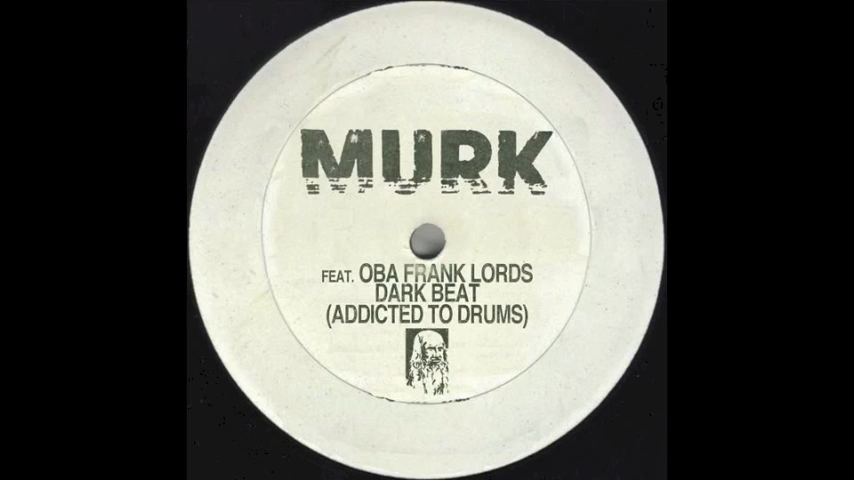 MURK
FEAT. OBA FRANK LORDS
DARK BEAT
(ADDICTED TO DRUMS)